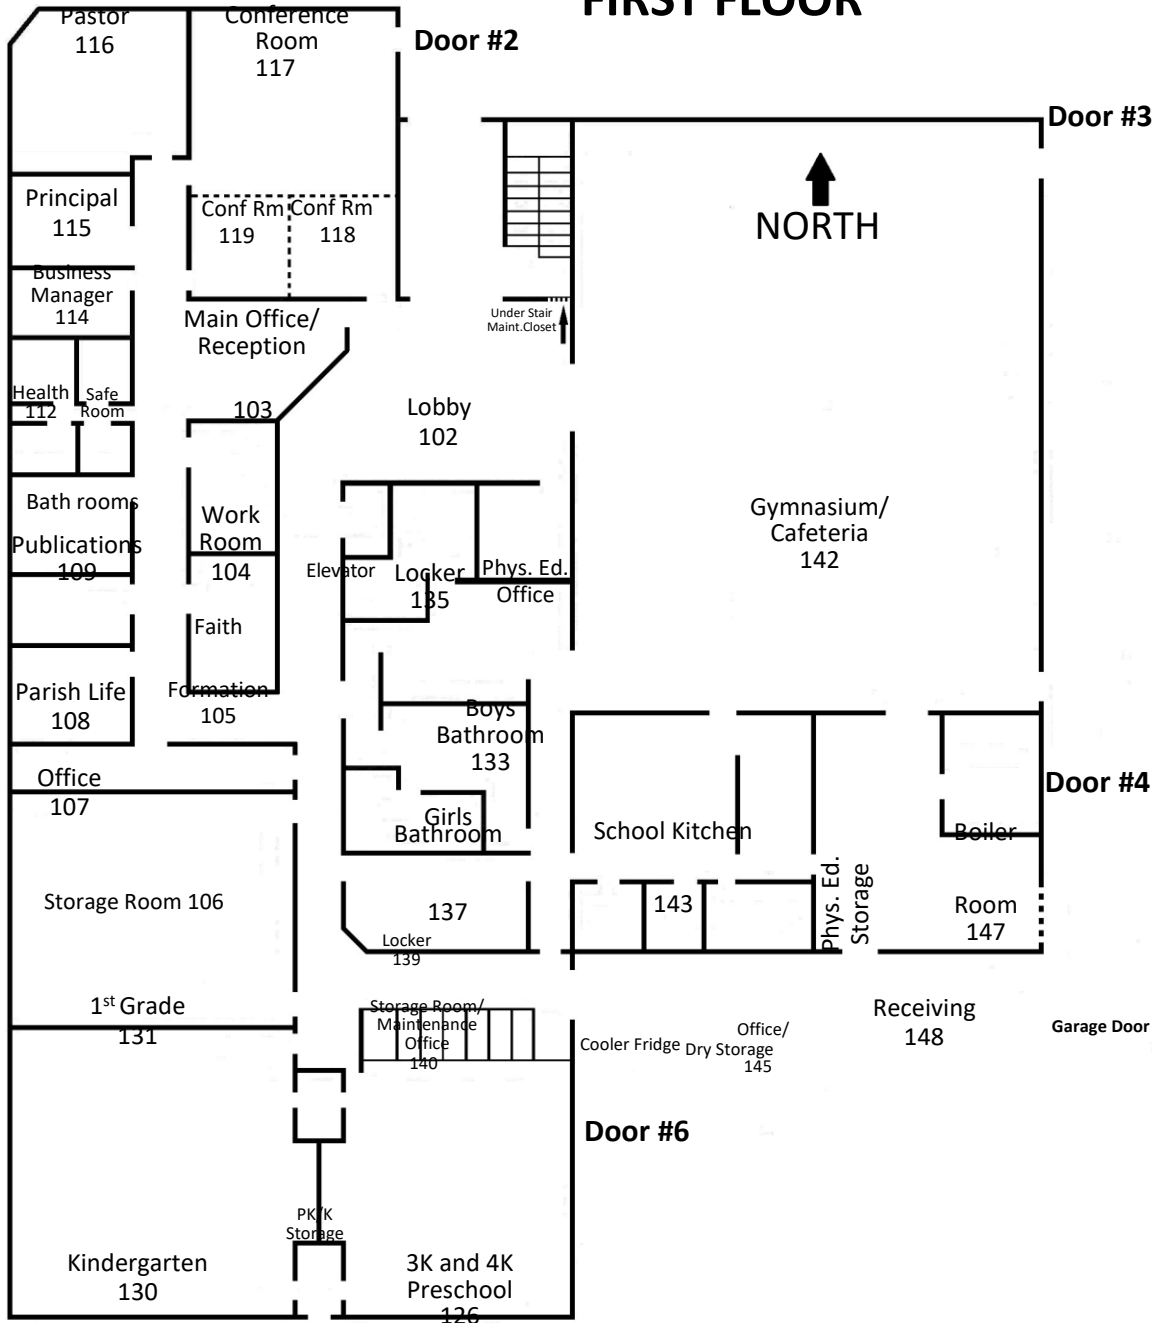 FIRST FLOOR
Pastor
116
Conference
Room
117
Door #2
Door #3
Principal
115
Conf Rm
119
Conf Rm
118
NORTH
Business
Manager
114
Under Stair
Maint.Closet
Main Office/
Reception
103
Health
112
Safe
Room
Lobby
102
Bath rooms
Publications
109
Work
Room
104
Elevator
Locker
135
Phys. Ed.
Office
Gymnasium/
Cafeteria
142
Faith
Formation
105
Parish Life
108
Boys
Bathroom
133
Office
107
Girls
Bathroom
School Kitchen
Door #4
Boiler
Room
147
Phys. Ed.
Storage
Storage Room 106
137
143
Locker
139
1st Grade
131
Storage Room/
Maintenance
Office
140
Cooler Fridge
Office/
Dry Storage
145
Receiving
148
Garage Door
Door #6
PK/K
Storage
Kindergarten
130
3K and 4K
Preschool
126